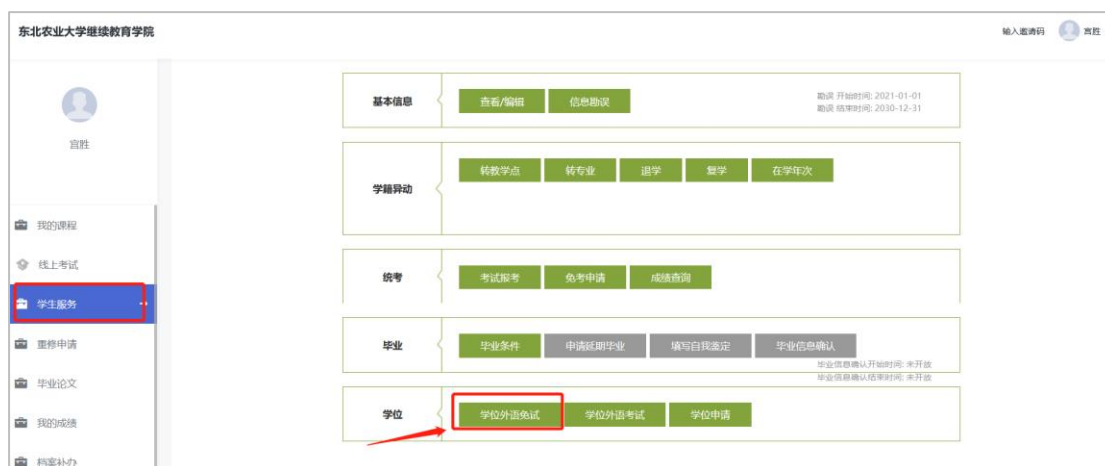 东北农业大学继续教育学院
输入邀请码 宫胜
宫胜
我的课程
线上考试
学生服务
重修申请
毕业论文
我的成绩
档案补办
基本信息 查看/编辑 信息勘误
勘误 开始时间: 2021-01-01
勘误 结束时间: 2030-12-31
学籍异动 转教学点 转专业 退学 复学 在学年次
统考 考试报考 免考申请 成绩查询
毕业 毕业条件 申请延期毕业 填写自我鉴定 毕业信息确认
毕业信息确认开始时间: 未开放
毕业信息确认结束时间: 未开放
学位 学位外语免试 学位外语考试 学位申请